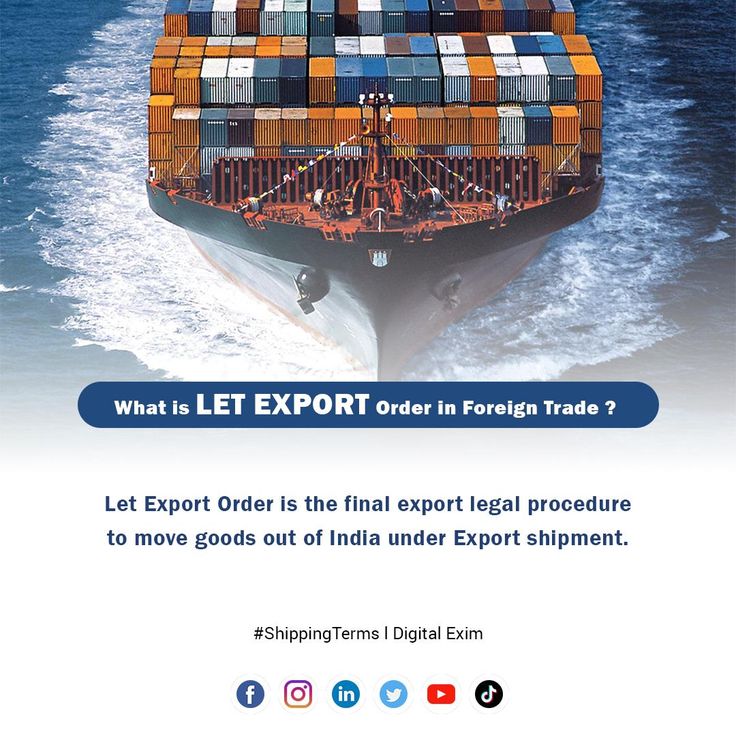 What is LET EXPORT Order in Foreign Trade ?
Let Export Order is the final export legal procedure
to move goods out of India under Export shipment.
#ShippingTerms l Digital Exim